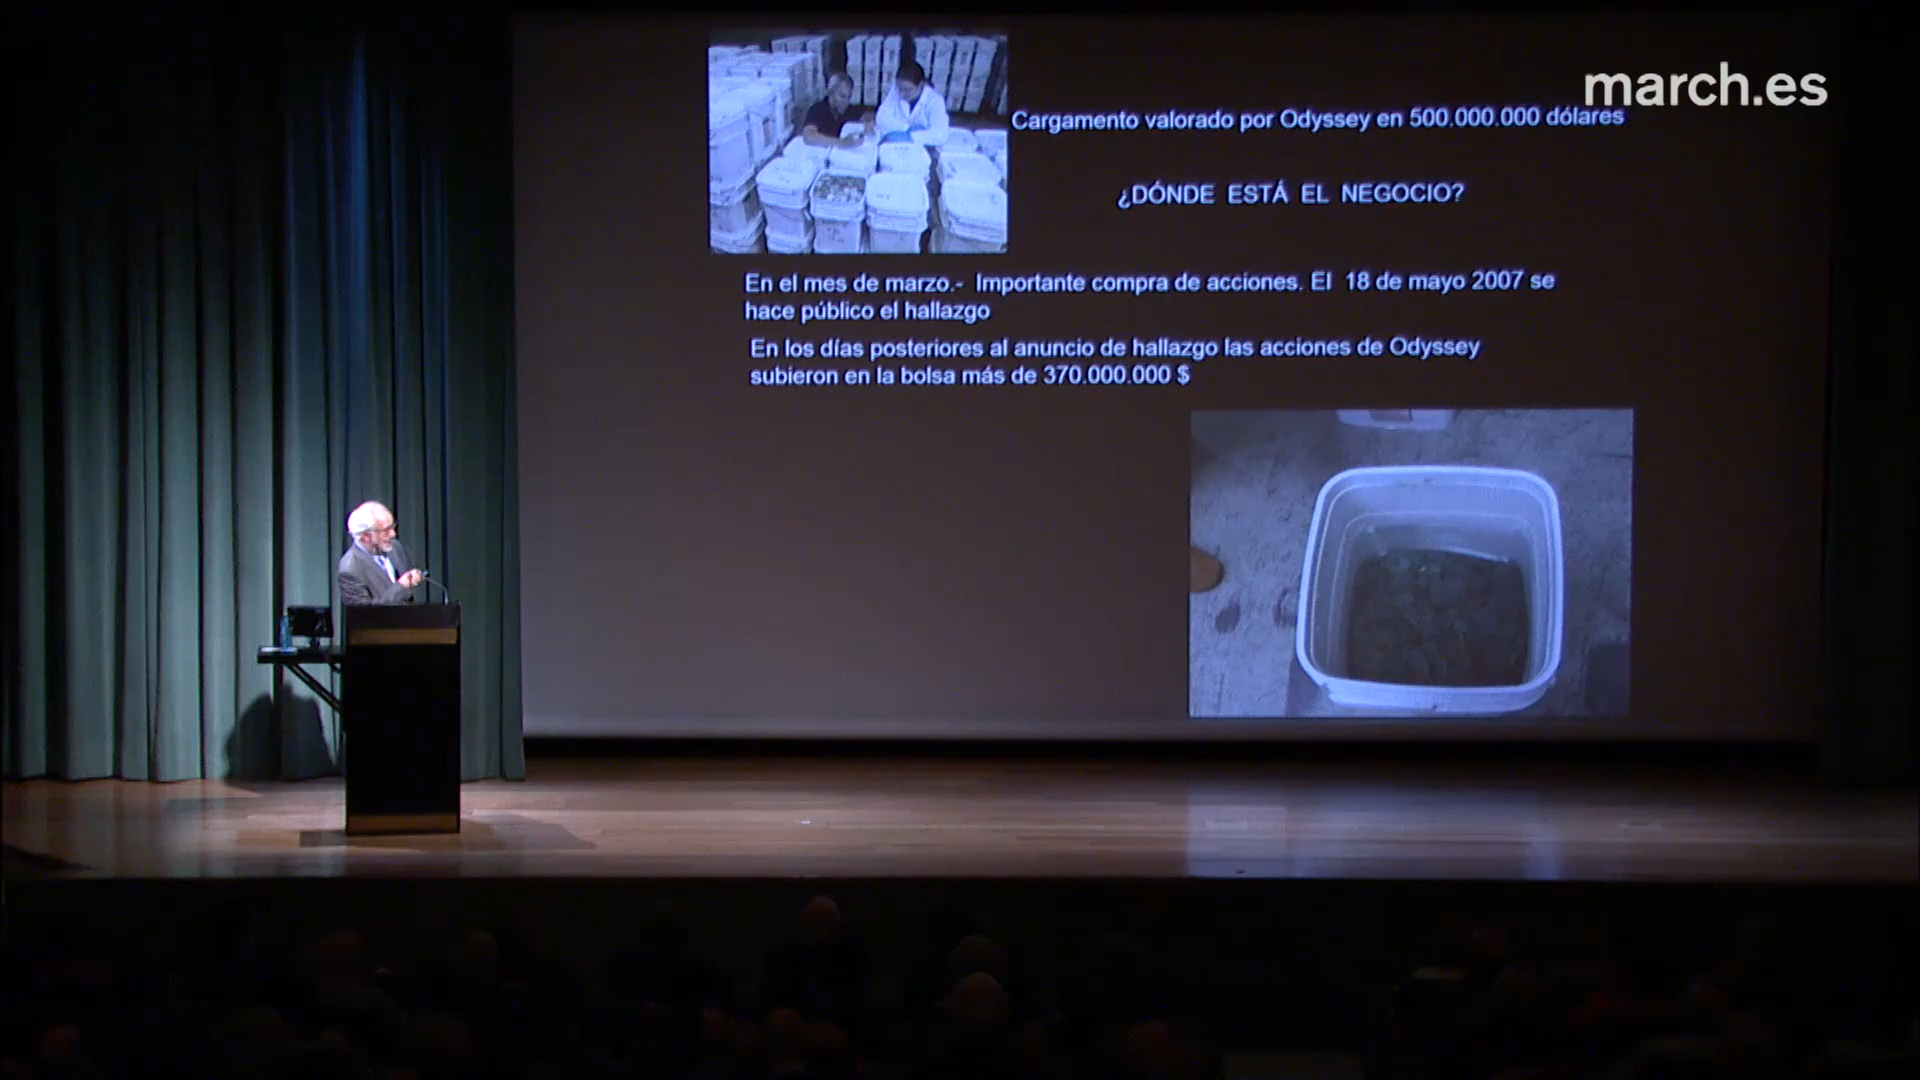 march.es
Cargamento valorado por Odyssey en 500.000.000 dólares
¿DÓNDE ESTÁ EL NEGOCIO?
En el mes de marzo.- Importante compra de acciones. El 18 de mayo 2007 se
hace público el hallazgo
En los días posteriores al anuncio de hallazgo las acciones de Odyssey
subieron en la bolsa más de 370.000.000 $